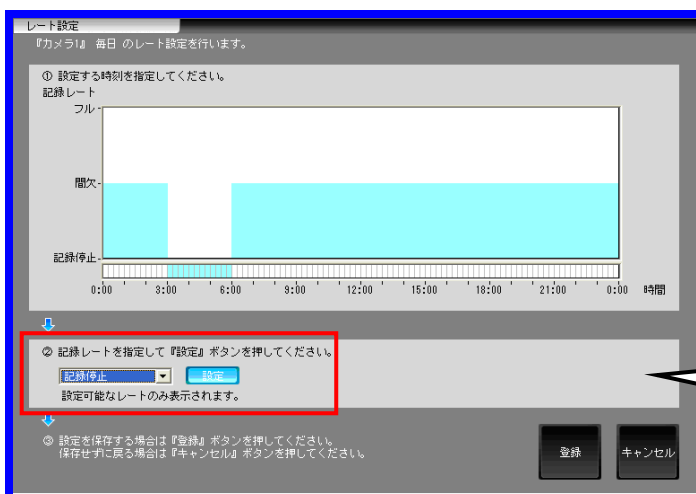 レート設定
『カメラ1』 毎日 のレート設定を行います。
① 設定する時刻を指定してください。
記録レート
フル
間欠
記録停止
0:00 3:00 6:00 9:00 12:00 15:00 18:00 21:00 0:00 時間
② 記録レートを指定して『設定』ボタンを押してください。
記録停止 設定
設定可能なレートのみ表示されます。
③ 設定を保存する場合は『登録』ボタンを押してください。
保存せずに戻る場合は『キャンセル』ボタンを押してください。
登録 キャンセル